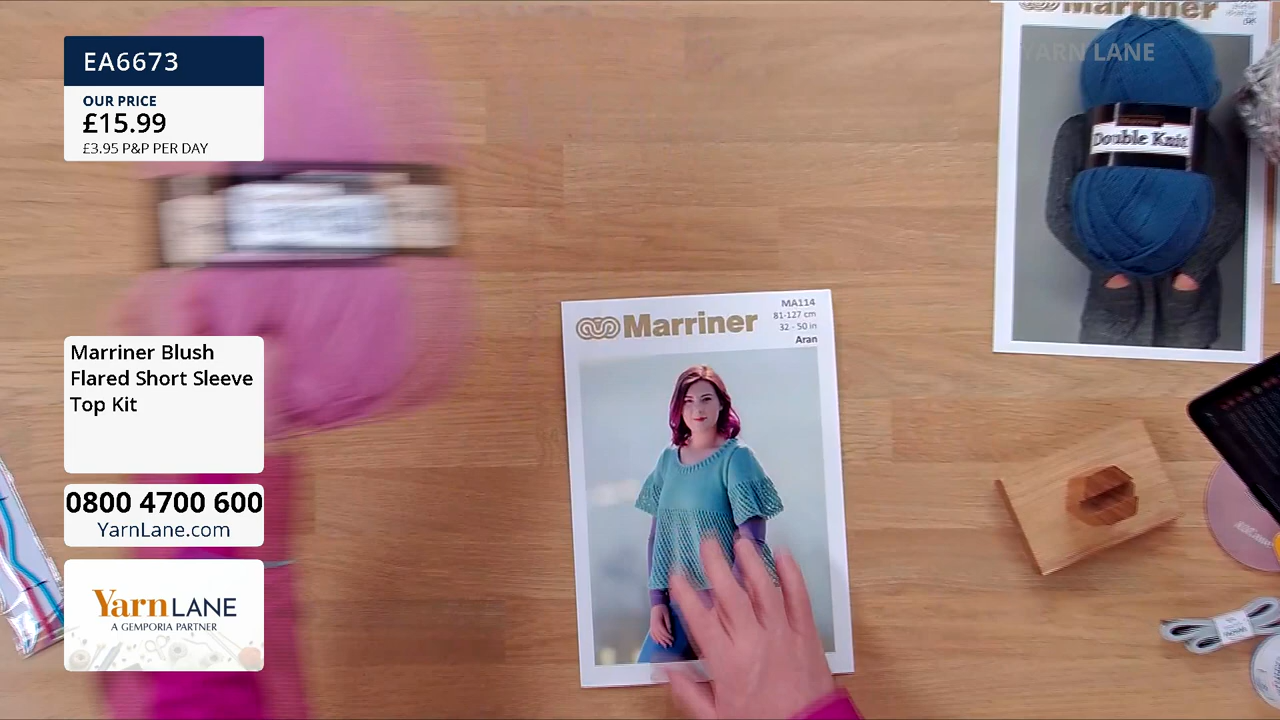 EA6673
OUR PRICE
£15.99
£3.95 P&P PER DAY
Marriner Blush
Flared Short Sleeve
Top Kit
0800 4700 600
YarnLane.com
Yarn LANE
A GEMPORIA PARTNER
Marriner
MA114
81-127 cm
32 - 50 in
Aran
Marriner
YARN LANE
Double Knit